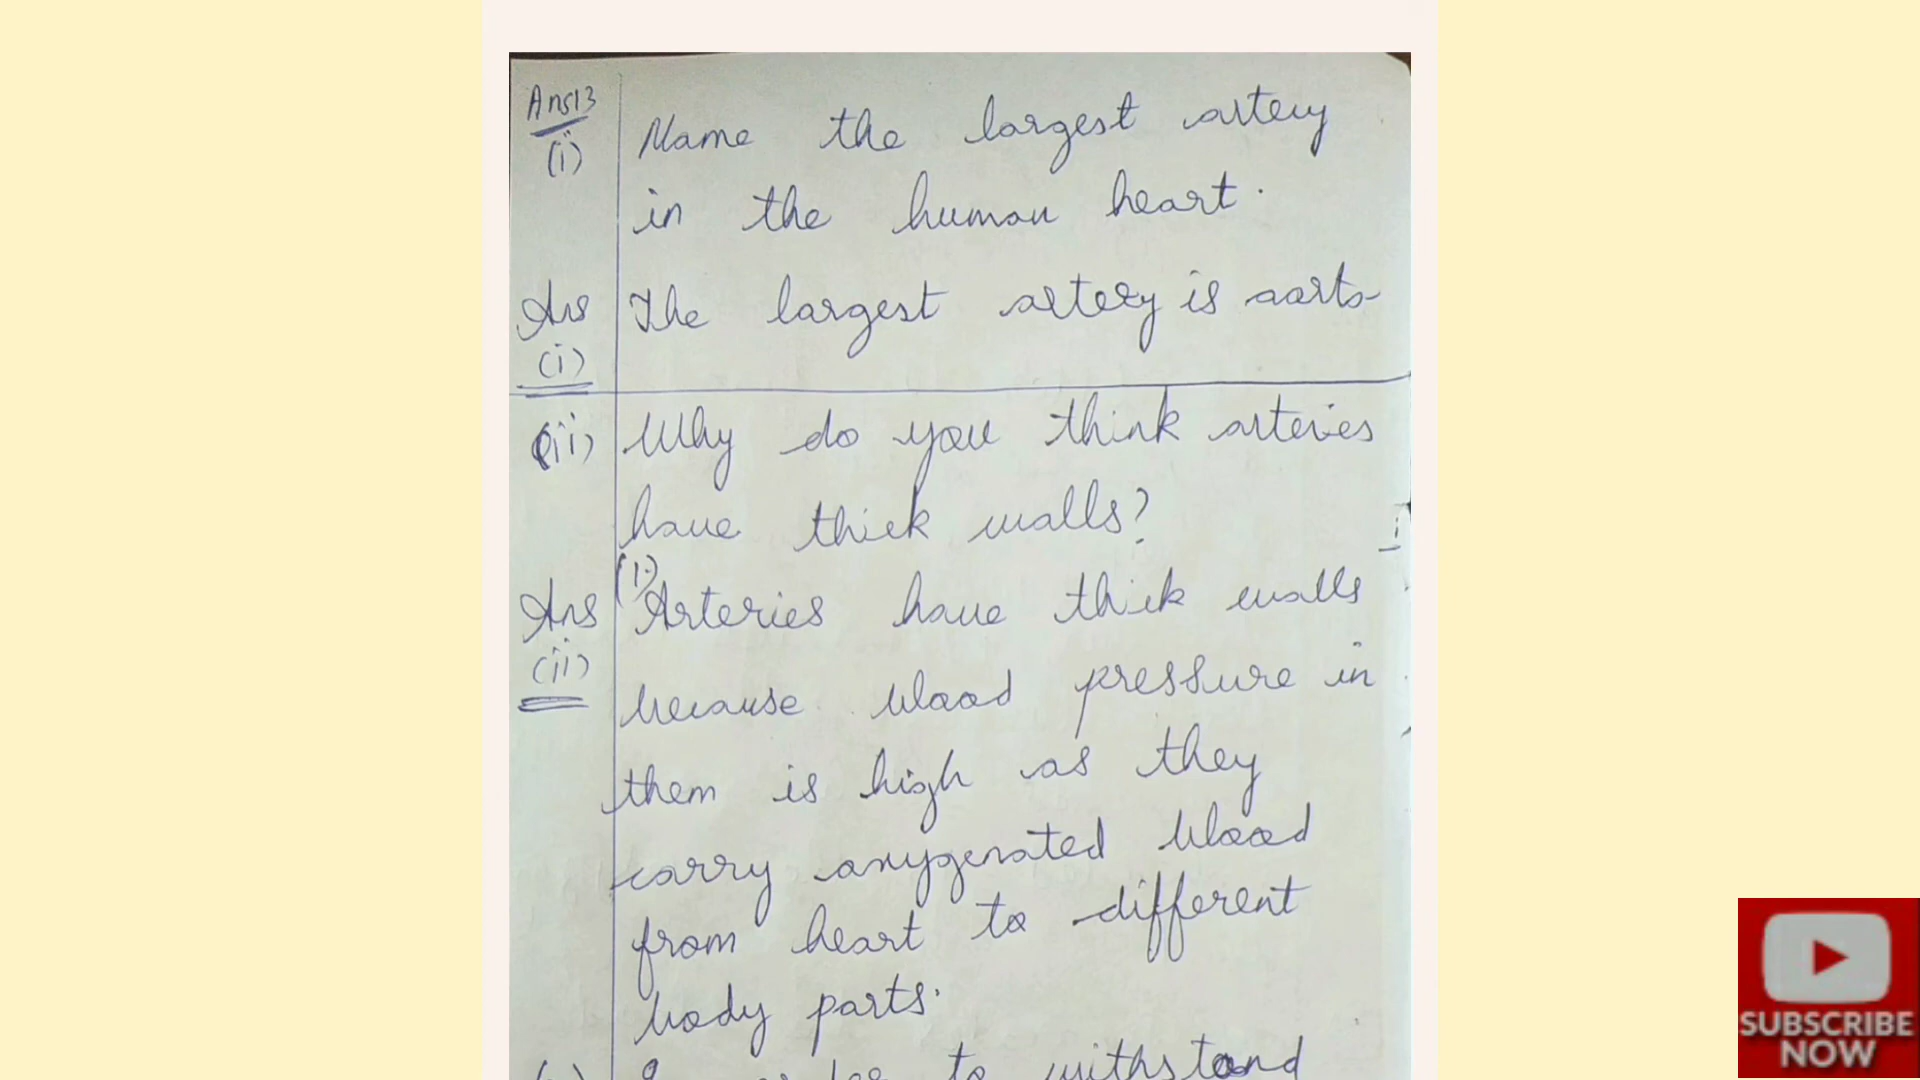 Ans13
(i) Name the largest artery
in the human heart.
Ans (i) The largest artery is aorta
(ii) Why do you think arteries
have thick walls?
Ans (ii) (1.) Arteries have thick walls
because blood pressure in
them is high as they
carry oxygenated blood
from heart to different
body parts.
to withstand
SUBSCRIBE
NOW